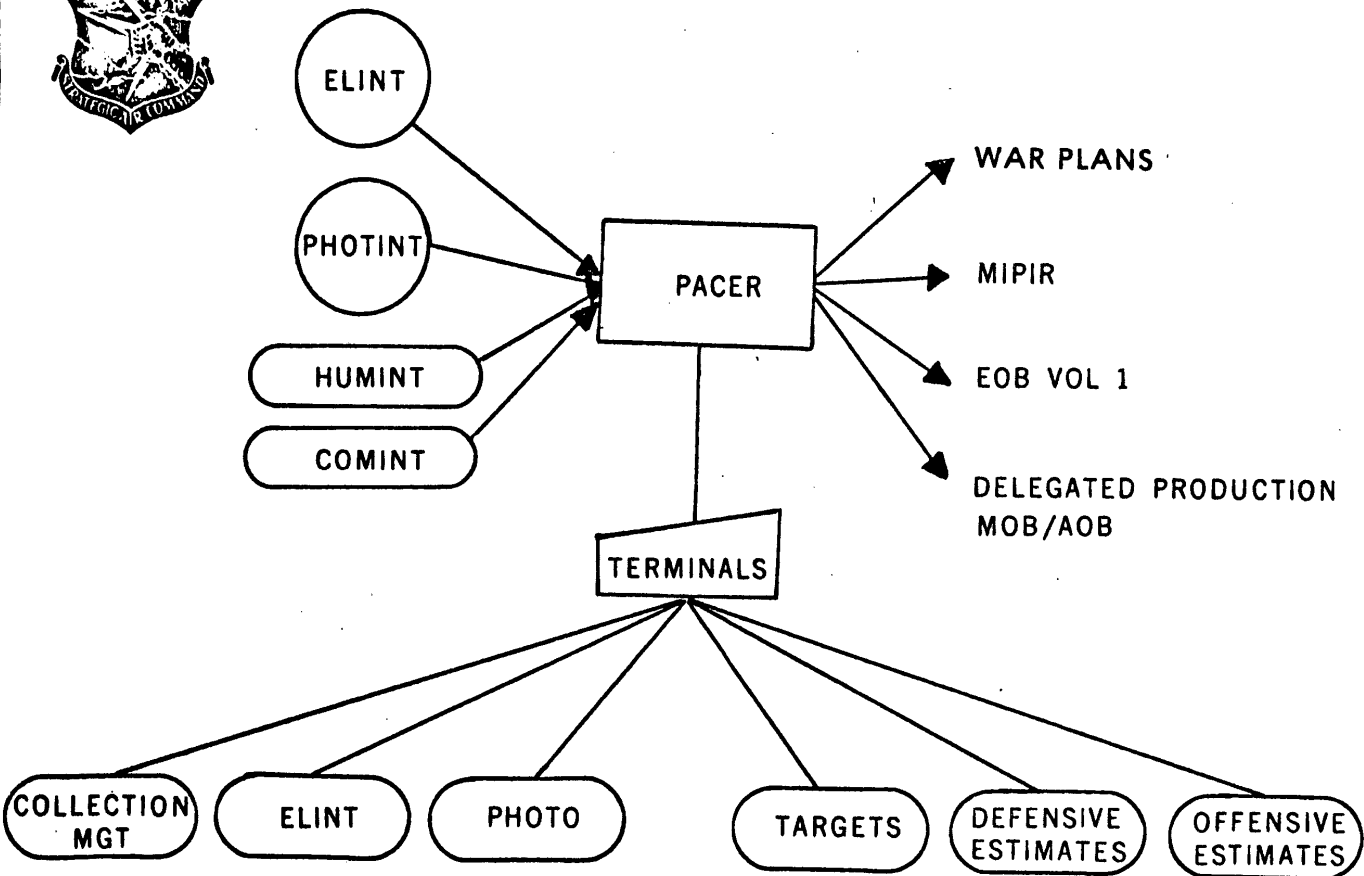 STRATEGIC AIR COMMAND
ELINT
PHOTINT
HUMINT
COMINT
PACER
WAR PLANS
MIPIR
EOB VOL 1
DELEGATED PRODUCTION
MOB/AOB
TERMINALS
COLLECTION
MGT
ELINT
PHOTO
TARGETS
DEFENSIVE
ESTIMATES
OFFENSIVE
ESTIMATES